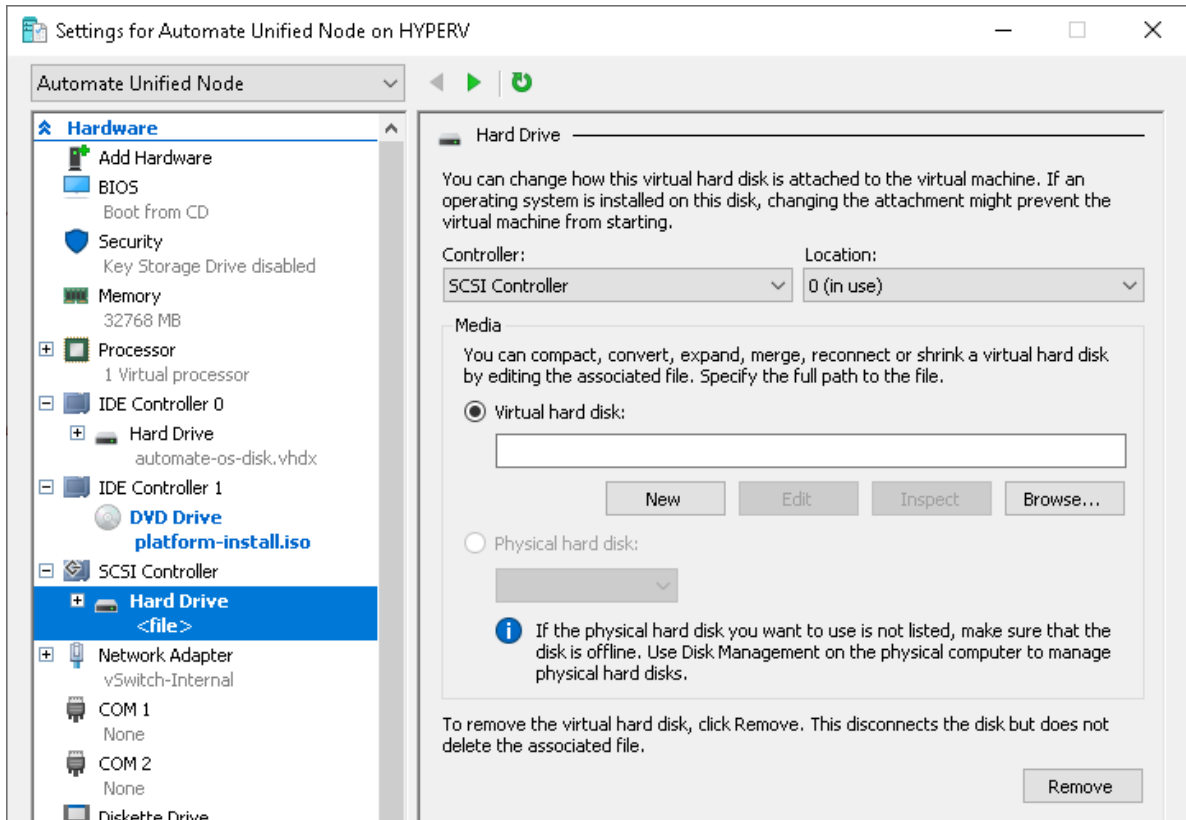 Settings for Automate Unified Node on HYPERV
Automate Unified Node
Hardware
Add Hardware
BIOS
Boot from CD
Security
Key Storage Drive disabled
Memory
32768 MB
Processor
1 Virtual processor
IDE Controller 0
Hard Drive
automate-os-disk.vhdx
IDE Controller 1
DVD Drive
platform-install.iso
SCSI Controller
Hard Drive
<file>
Network Adapter
vSwitch-Internal
COM 1
None
COM 2
None
Diskette Drive
Hard Drive
You can change how this virtual hard disk is attached to the virtual machine. If an
operating system is installed on this disk, changing the attachment might prevent the
virtual machine from starting.
Controller:
Location:
SCSI Controller
0 (in use)
Media
You can compact, convert, expand, merge, reconnect or shrink a virtual hard disk
by editing the associated file. Specify the full path to the file.
Virtual hard disk:
New
Edit
Inspect
Browse...
Physical hard disk:
If the physical hard disk you want to use is not listed, make sure that the
disk is offline. Use Disk Management on the physical computer to manage
physical hard disks.
To remove the virtual hard disk, click Remove. This disconnects the disk but does not
delete the associated file.
Remove